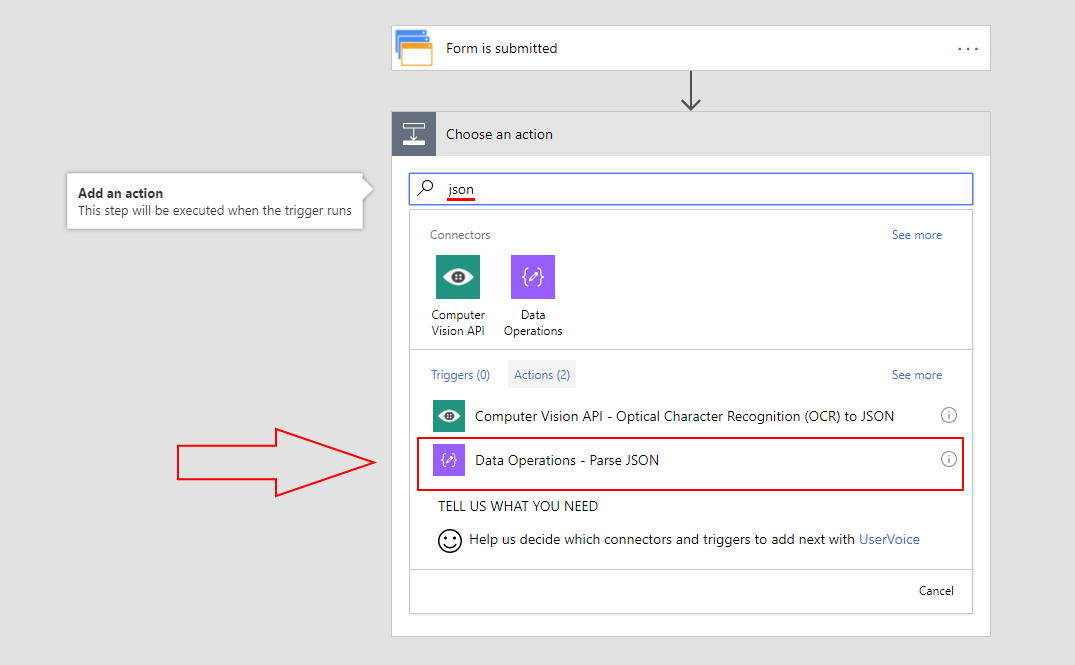 Form is submitted
Choose an action
Add an action
This step will be executed when the trigger runs
json
Connectors
See more
Computer
Vision API
Data
Operations
Triggers (0)
Actions (2)
See more
Computer Vision API - Optical Character Recognition (OCR) to JSON
Data Operations - Parse JSON
TELL US WHAT YOU NEED
Help us decide which connectors and triggers to add next with UserVoice
Cancel